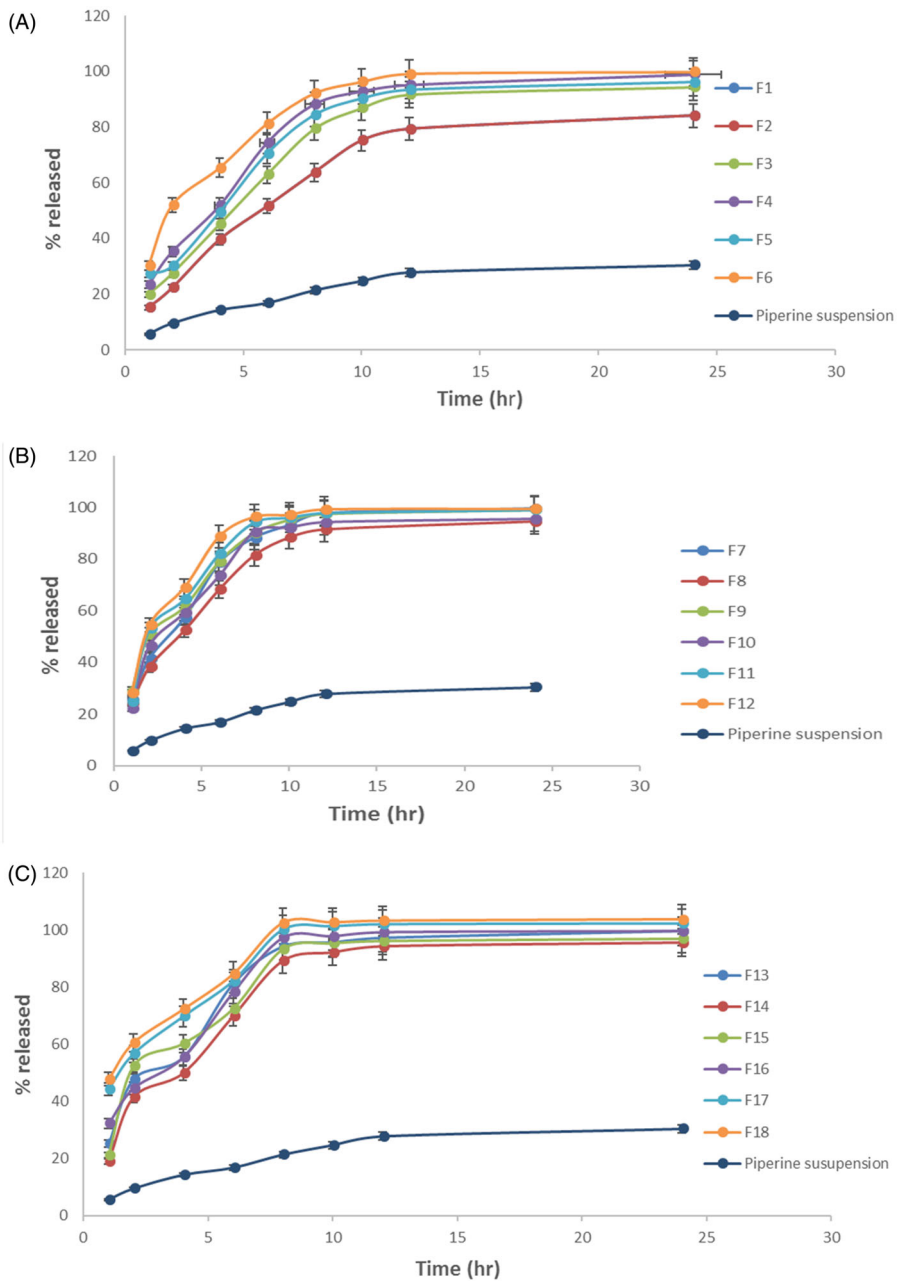 (A)
120
100
80
60
40
20
0
% released
0 5 10 15 20 25 30
Time (hr)
F1
F2
F3
F4
F5
F6
Piperine suspension
(B)
120
100
80
60
40
20
0
% released
0 5 10 15 20 25 30
Time (hr)
F7
F8
F9
F10
F11
F12
Piperine suspension
(C)
120
100
80
60
40
20
0
% released
0 5 10 15 20 25 30
Time (hr)
F13
F14
F15
F16
F17
F18
Piperine susupension